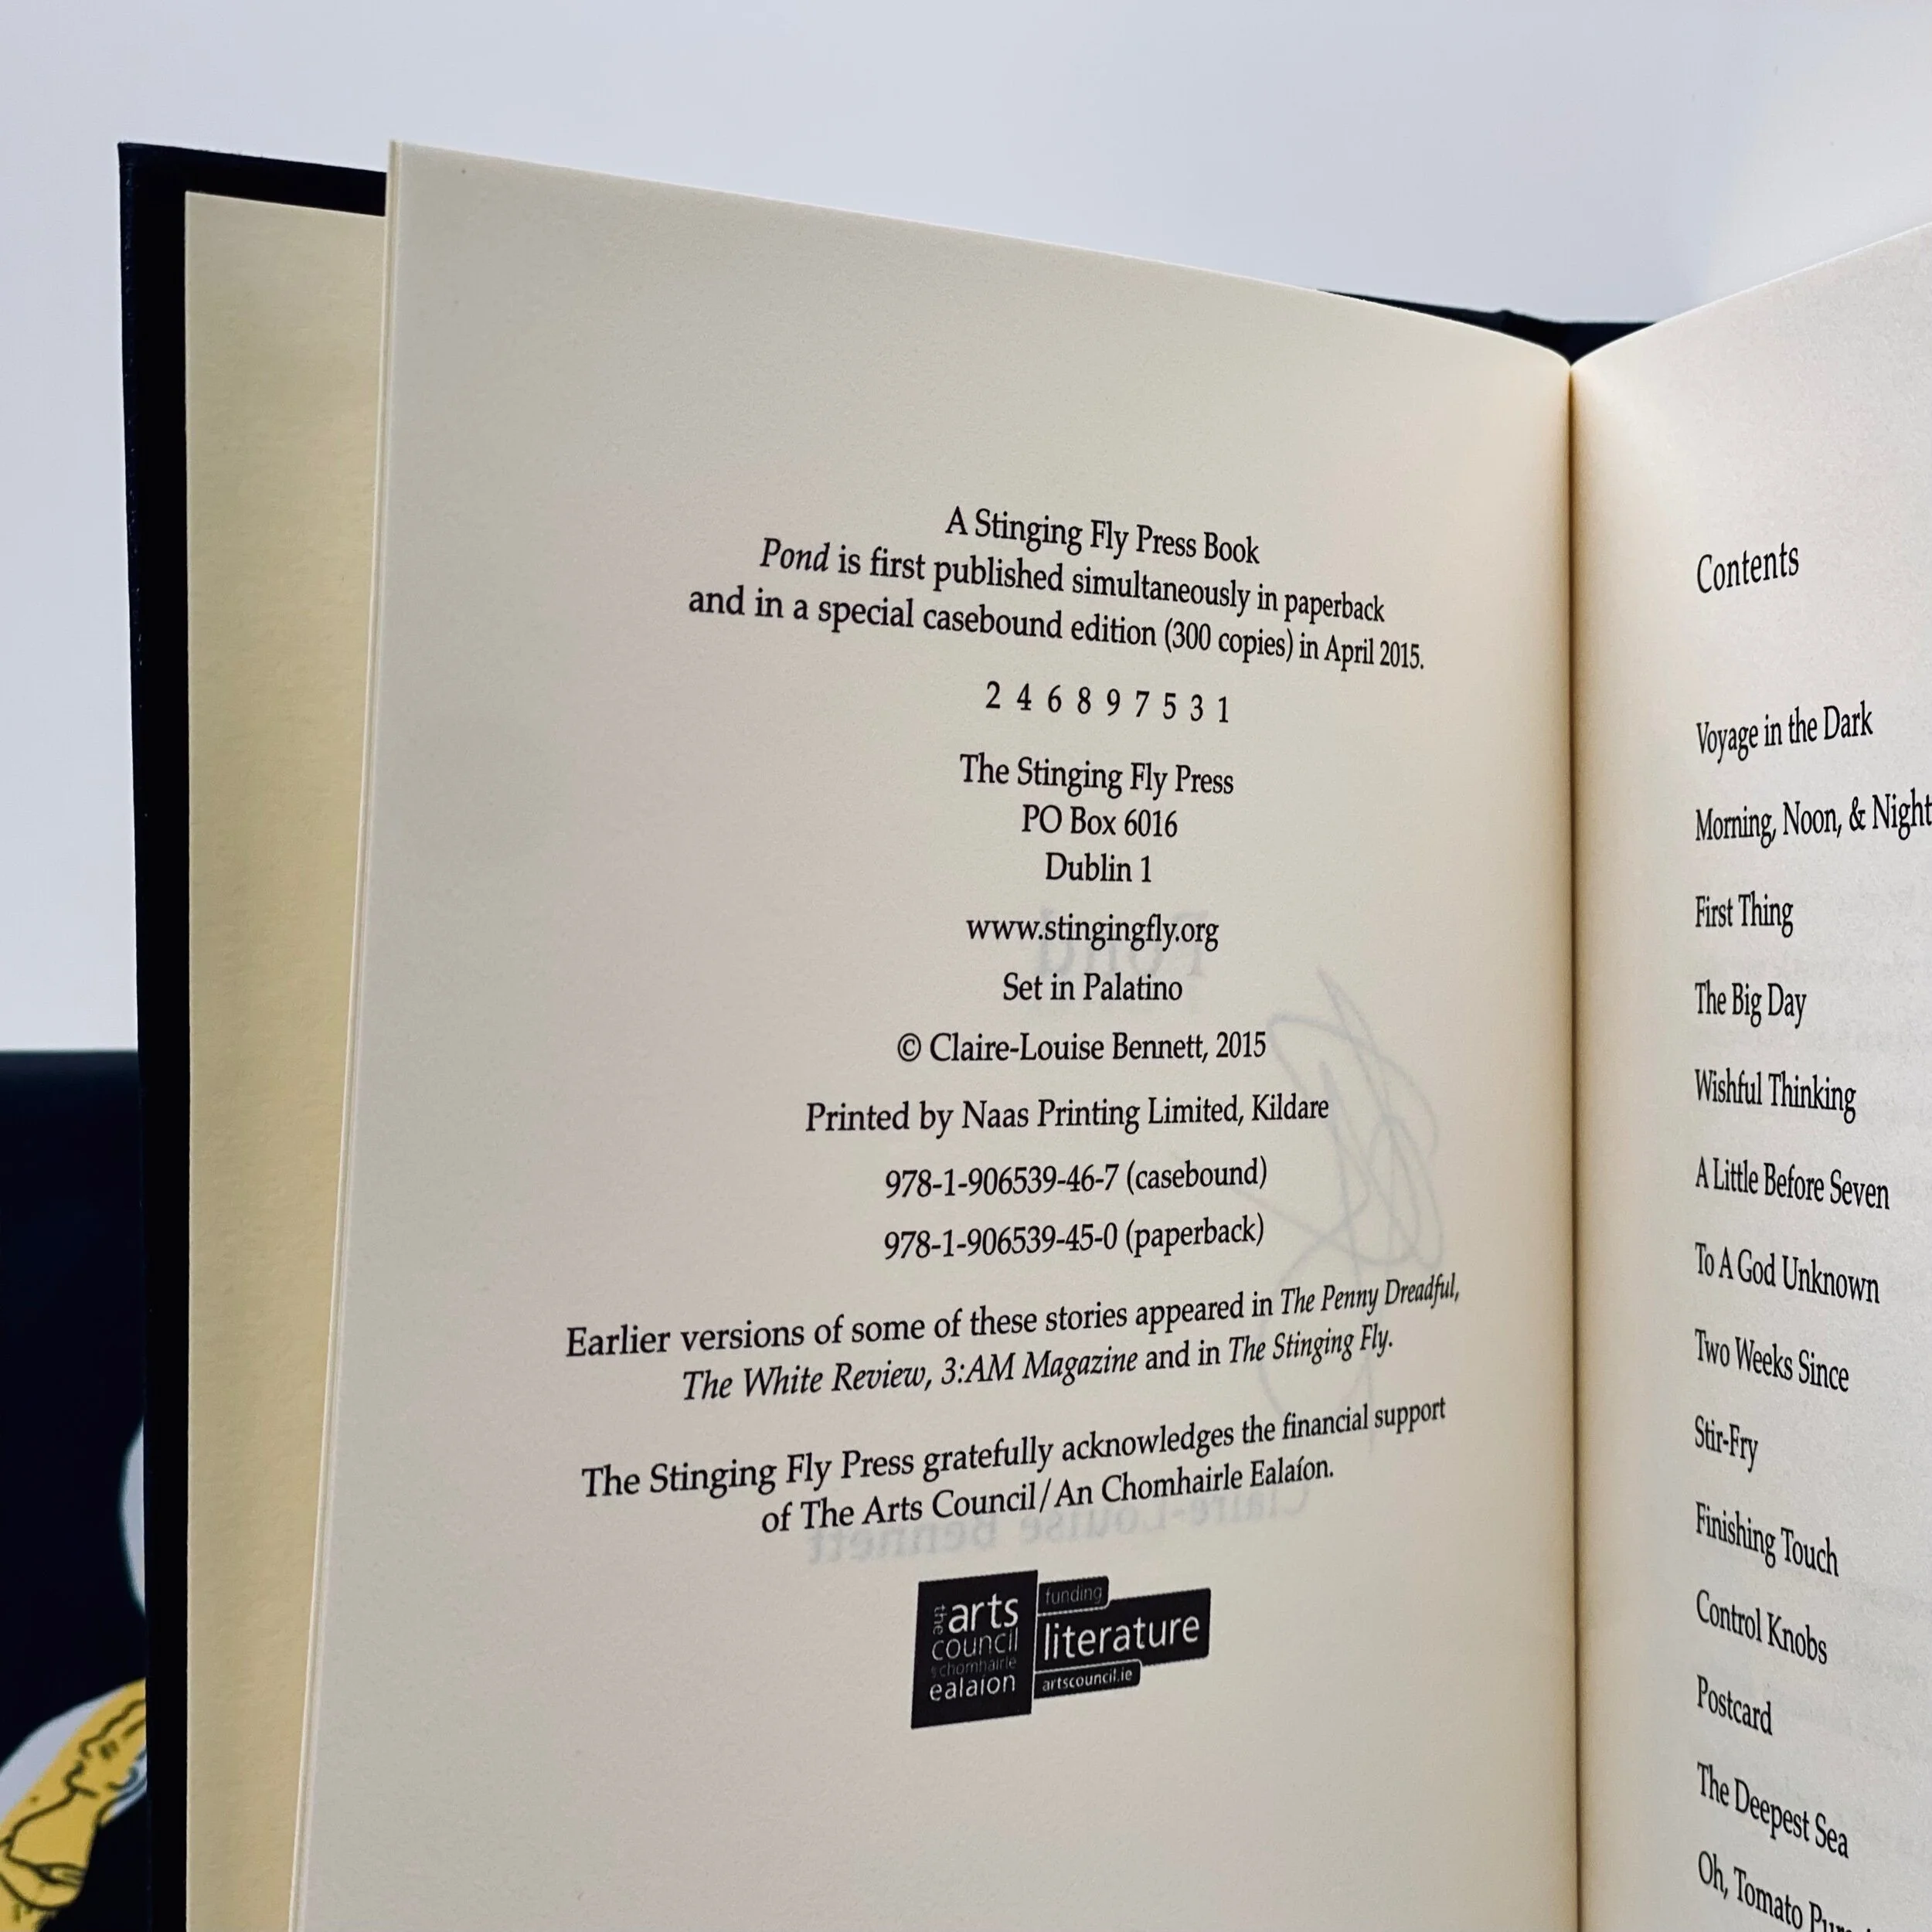 A Stinging Fly Press Book
Pond is first published simultaneously in paperback
and in a special casebound edition (300 copies) in April 2015.
2 4 6 8 9 7 5 3 1
The Stinging Fly Press
PO Box 6016
Dublin 1
www.stingingfly.org
Set in Palatino
© Claire-Louise Bennett, 2015
Printed by Naas Printing Limited, Kildare
978-1-906539-46-7 (casebound)
978-1-906539-45-0 (paperback)
Earlier versions of some of these stories appeared in The Penny Dreadful,
The White Review, 3:AM Magazine and in The Stinging Fly.
The Stinging Fly Press gratefully acknowledges the financial support
of The Arts Council/An Chomhairle Ealaíon.
the arts
council
chomhairle
ealaíon
funding
literature
artscouncil.ie
Pond
Claire-Louise Bennett
Contents
Voyage in the Dark
Morning, Noon, & Night
First Thing
The Big Day
Wishful Thinking
A Little Before Seven
To A God Unknown
Two Weeks Since
Stir-Fry
Finishing Touch
Control Knobs
Postcard
The Deepest Sea
Oh, Tomato